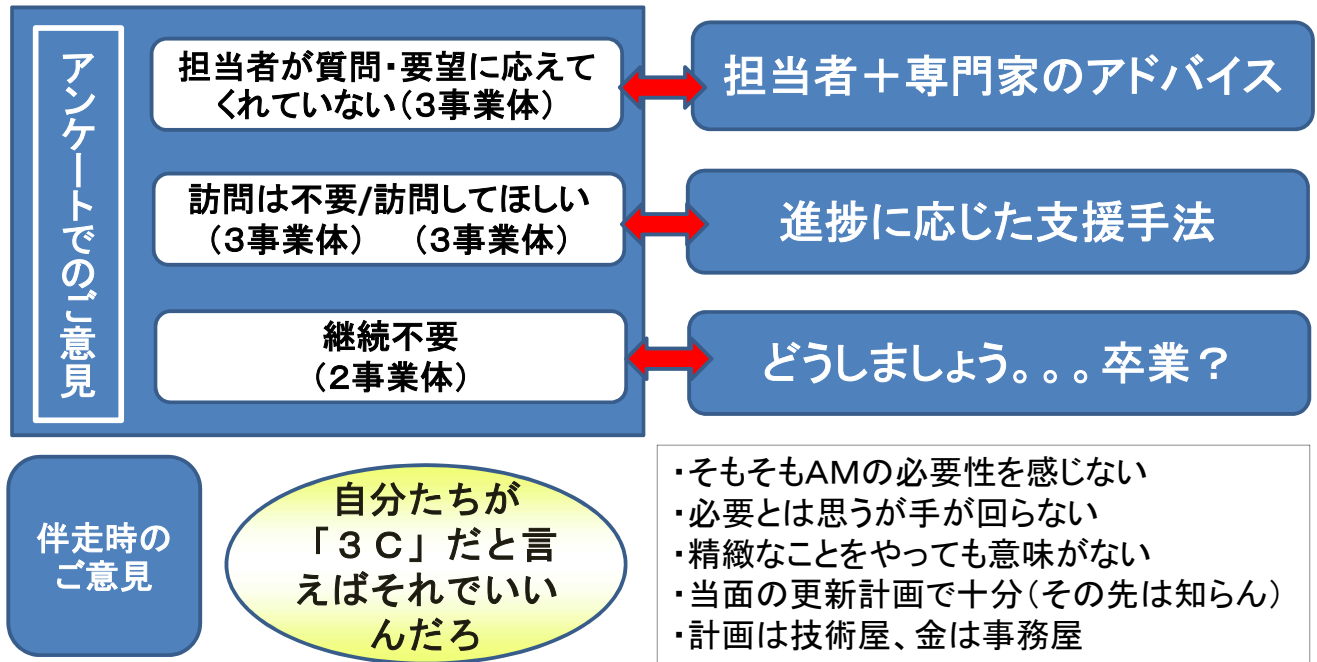 アンケートでのご意見
担当者が質問・要望に応えて
くれていない(3事業体)
担当者＋専門家のアドバイス
訪問は不要/訪問してほしい
(3事業体) (3事業体)
進捗に応じた支援手法
継続不要
(2事業体)
どうしましょう。。。卒業？
伴走時の
ご意見
自分たちが
「３Ｃ」だと言
えばそれでいい
んだろ
・そもそもAMの必要性を感じない
・必要とは思うが手が回らない
・精緻なことをやっても意味がない
・当面の更新計画で十分(その先は知らん)
・計画は技術屋、金は事務屋